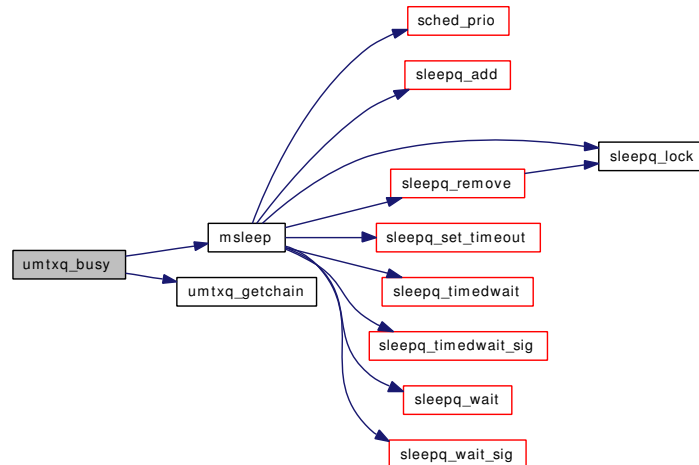 sched_prio
sleepq_add
sleepq_lock
sleepq_remove
msleep
sleepq_set_timeout
umtxq_busy
umtxq_getchain
sleepq_timedwait
sleepq_timedwait_sig
sleepq_wait
sleepq_wait_sig